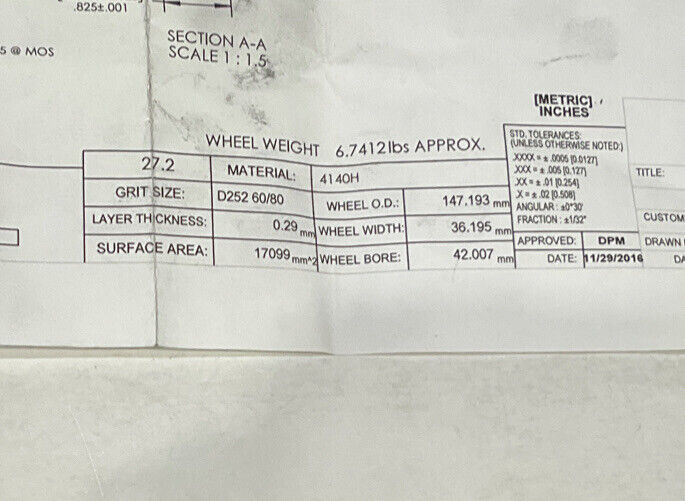 .825±.001
5 @ MOS
SECTION A-A
SCALE 1 : 1.5
WHEEL WEIGHT 6.7412lbs APPROX.
27.2 MATERIAL: 4140H
GRIT SIZE: D252 60/80 WHEEL O.D.: 147.193 mm
LAYER THICKNESS: 0.29 mm WHEEL WIDTH: 36.195 mm
SURFACE AREA: 17099 mm^2 WHEEL BORE: 42.007 mm
[METRIC]
INCHES
STD. TOLERANCES:
(UNLESS OTHERWISE NOTED:)
.XXXX = ± .0005 [0.0127]
.XXX = ± .005 [0.127]
.XX = ± .01 [0.254]
.X = ± .02 [0.508]
ANGULAR : ±0°30'
FRACTION : ±1/32"
APPROVED: DPM
DATE: 11/29/2016
TITLE:
CUSTOM
DRAWN
DA